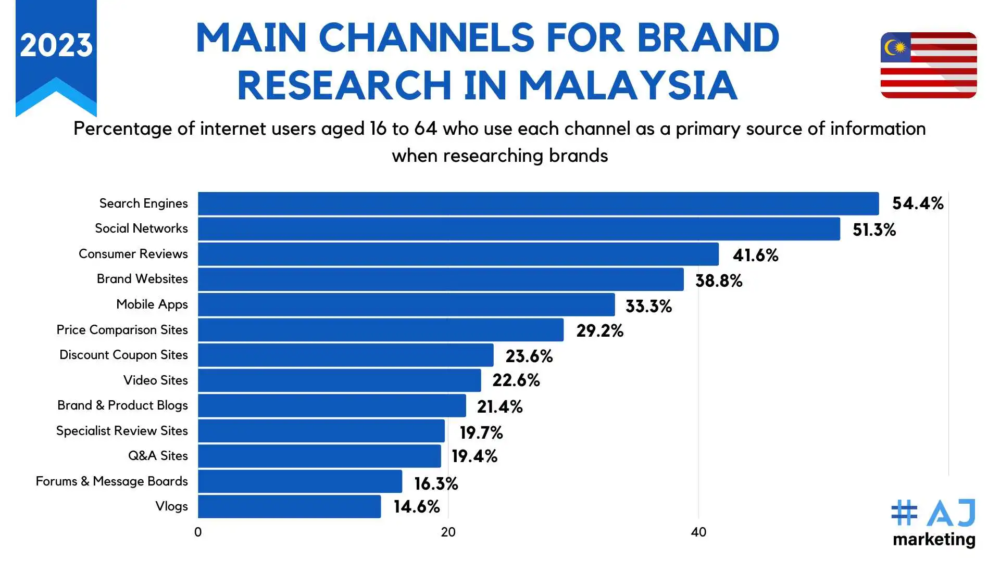 2023
MAIN CHANNELS FOR BRAND
RESEARCH IN MALAYSIA
Percentage of internet users aged 16 to 64 who use each channel as a primary source of information
when researching brands
Search Engines 54.4%
Social Networks 51.3%
Consumer Reviews 41.6%
Brand Websites 38.8%
Mobile Apps 33.3%
Price Comparison Sites 29.2%
Discount Coupon Sites 23.6%
Video Sites 22.6%
Brand & Product Blogs 21.4%
Specialist Review Sites 19.7%
Q&A Sites 19.4%
Forums & Message Boards 16.3%
Vlogs 14.6%
0 20 40
#AJ
marketing